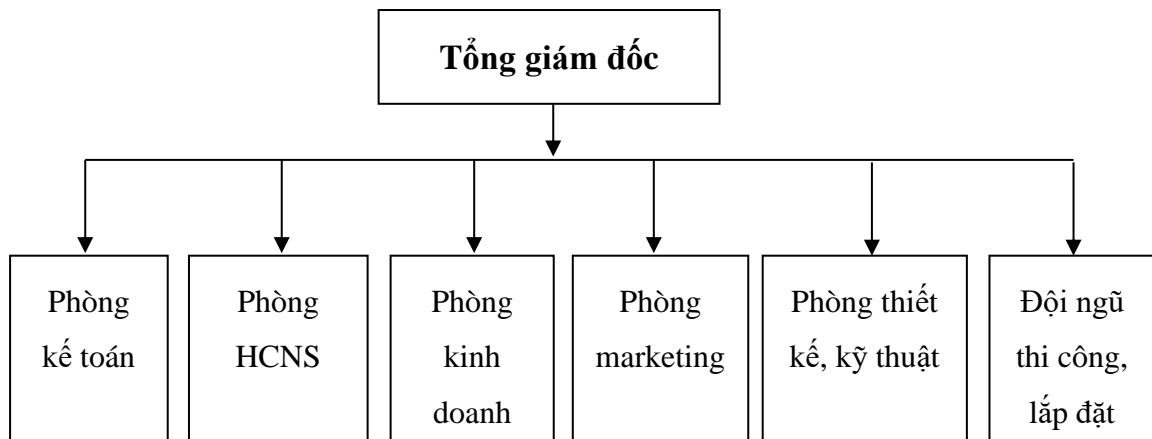 Tổng giám đốc
Phòng
kế toán
Phòng
HCNS
Phòng
kinh
doanh
Phòng
marketing
Phòng thiết
kế, kỹ thuật
Đội ngũ
thi công,
lắp đặt